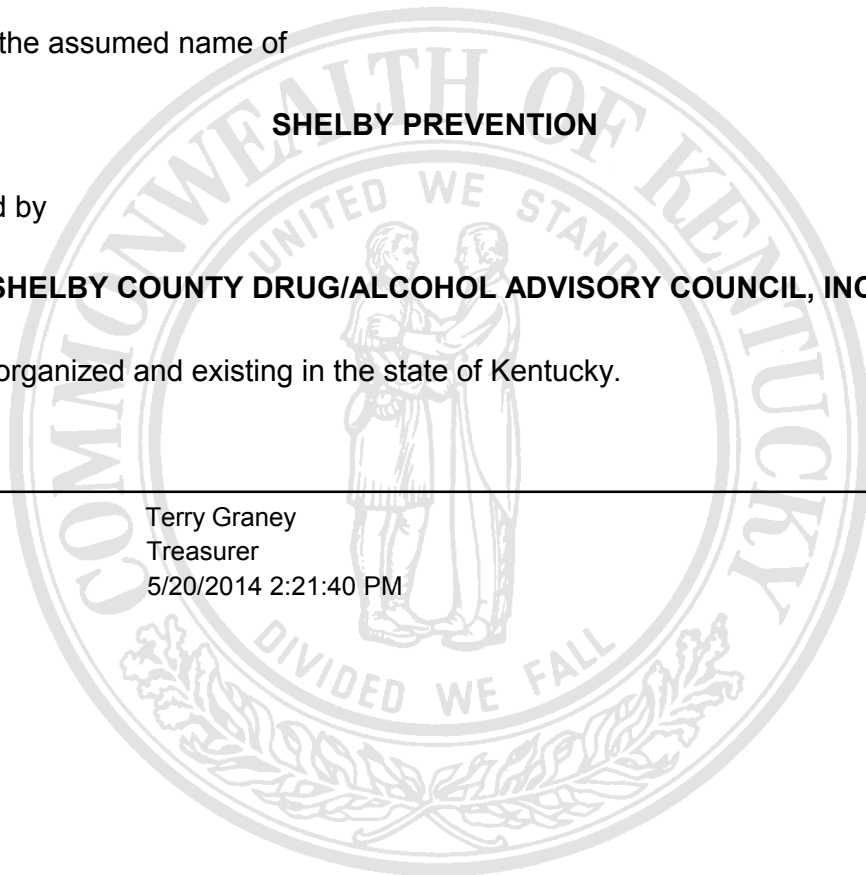 the assumed name of
SHELBY PREVENTION
d by
SHELBY COUNTY DRUG/ALCOHOL ADVISORY COUNCIL, INC
organized and existing in the state of Kentucky.
Terry Graney
Treasurer
5/20/2014 2:21:40 PM
COMMONWEALTH OF KENTUCKY
UNITED WE STAND
DIVIDED WE FALL